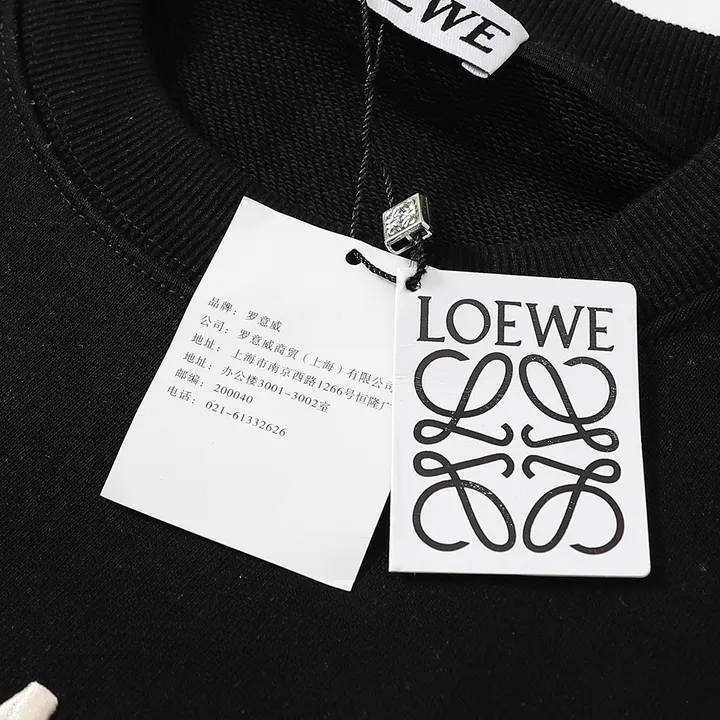 EWE
品牌：罗意威
公司：罗意威商贸（上海）有限公司
地址：上海市南京西路1266号恒隆广
地址：办公楼3001-3002室
邮编：200040
电话：021-61332626
LOEWE